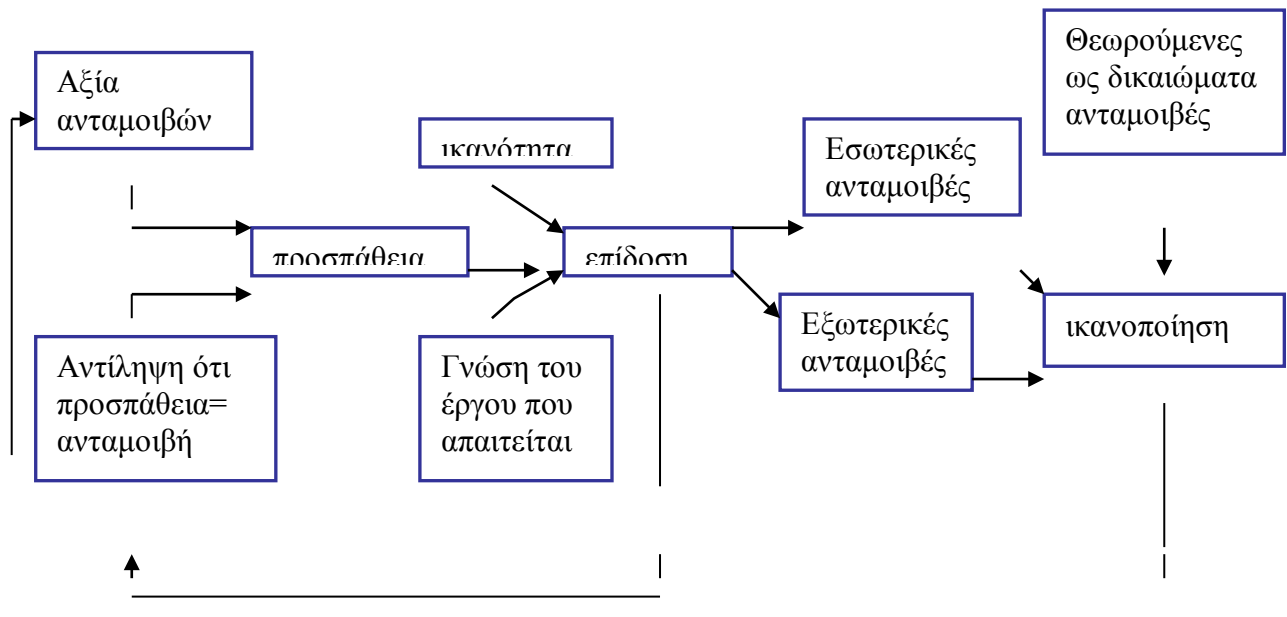 Αξία
ανταμοιβών
ικανότητα
Εσωτερικές
ανταμοιβές
Θεωρούμενες
ως δικαιώματα
ανταμοιβές
προσπάθεια
επίδοση
Αντίληψη ότι
προσπάθεια=
ανταμοιβή
Γνώση του
έργου που
απαιτείται
Εξωτερικές
ανταμοιβές
ικανοποίηση